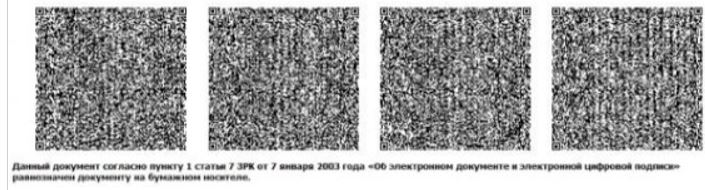 Данный документ согласно пункту 1 статьи 7 ЗРК от 7 января 2003 года «Об электронном документе и электронной цифровой подписи»
равнозначен документу на бумажном носителе.